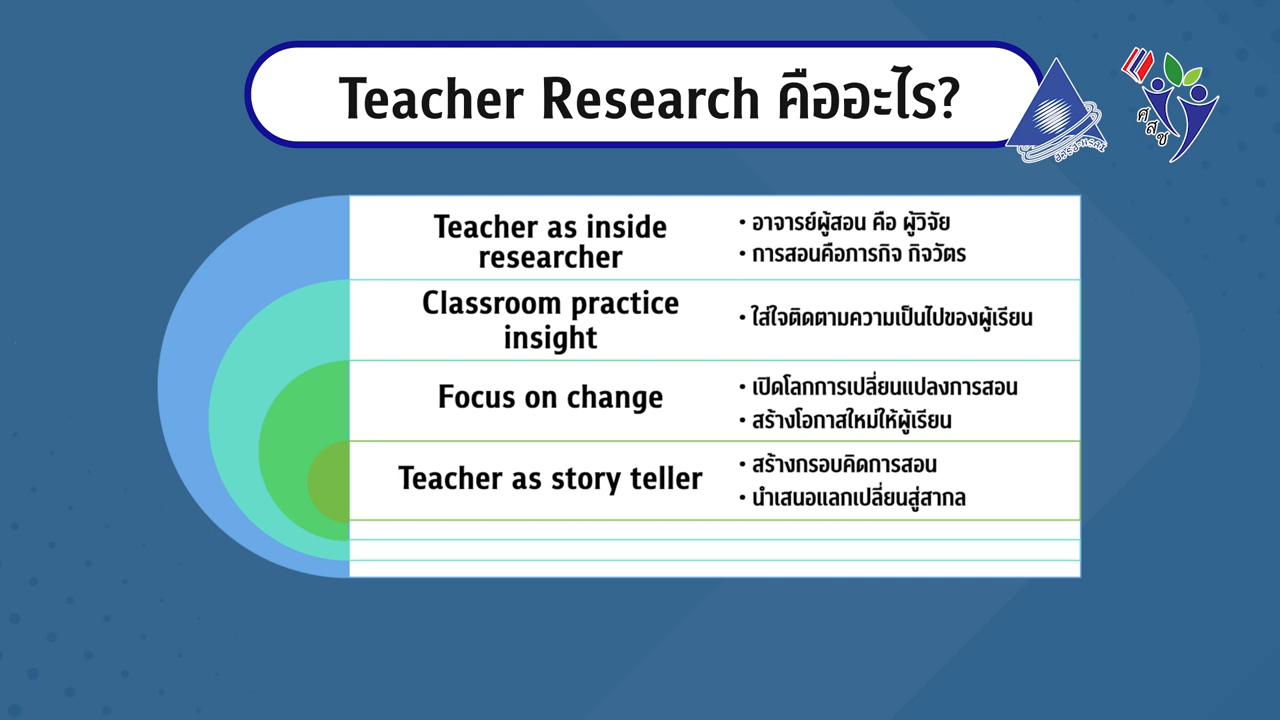 Teacher Research คืออะไร?
ศสช
Teacher as inside
researcher
• อาจารย์ผู้สอน คือ ผู้วิจัย
• การสอนคือภารกิจ กิจวัตร
Classroom practice
insight
• ใส่ใจติดตามความเป็นไปของผู้เรียน
Focus on change
• เปิดโลกการเปลี่ยนแปลงการสอน
• สร้างโอกาสใหม่ให้ผู้เรียน
Teacher as story teller
• สร้างกรอบคิดการสอน
• นำเสนอแลกเปลี่ยนสู่สากล